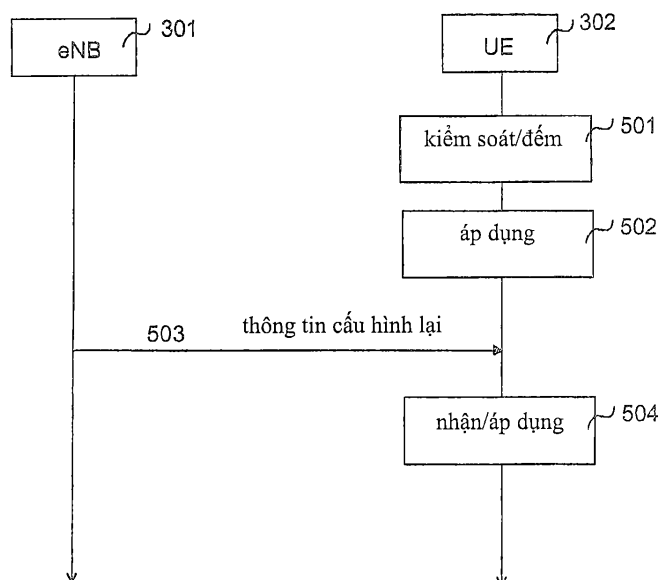 eNB
301
UE
302
kiểm soát/đếm
501
áp dụng
502
503
thông tin cấu hình lại
nhận/áp dụng
504